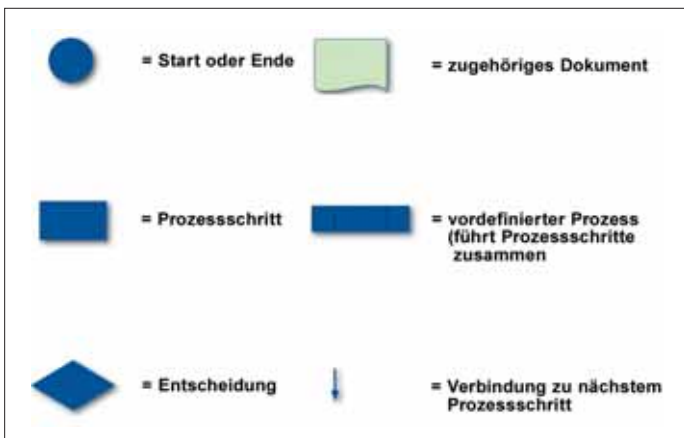 = Start oder Ende
= zugehöriges Dokument
= Prozessschritt
= vordefinierter Prozess
(führt Prozessschritte
zusammen
= Entscheidung
= Verbindung zu nächstem
Prozessschritt